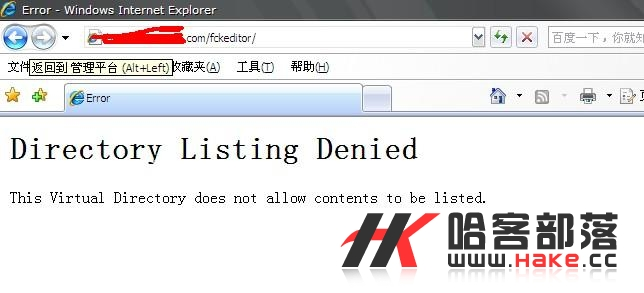 Error - Windows Internet Explorer
.com/fckeditor/
百度一下,你就知
文件 返回到 管理平台 (Alt+Left) 收藏夹(A) 工具(T) 帮助(H)
Error
Directory Listing Denied
This Virtual Directory does not allow contents to be listed.
HK 哈客部落
www.HAKE.cc